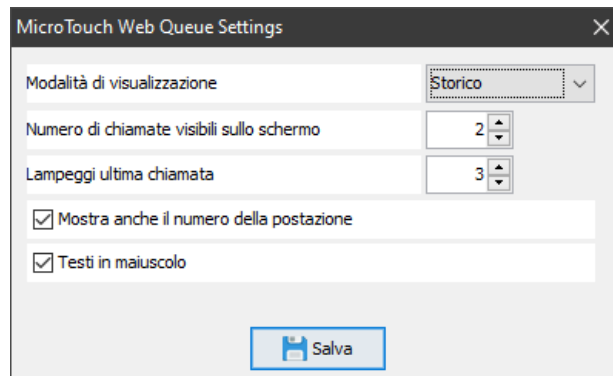 MicroTouch Web Queue Settings
Modalità di visualizzazione Storico
Numero di chiamate visibili sullo schermo 2
Lampeggi ultima chiamata 3
Mostra anche il numero della postazione
Testi in maiuscolo
Salva